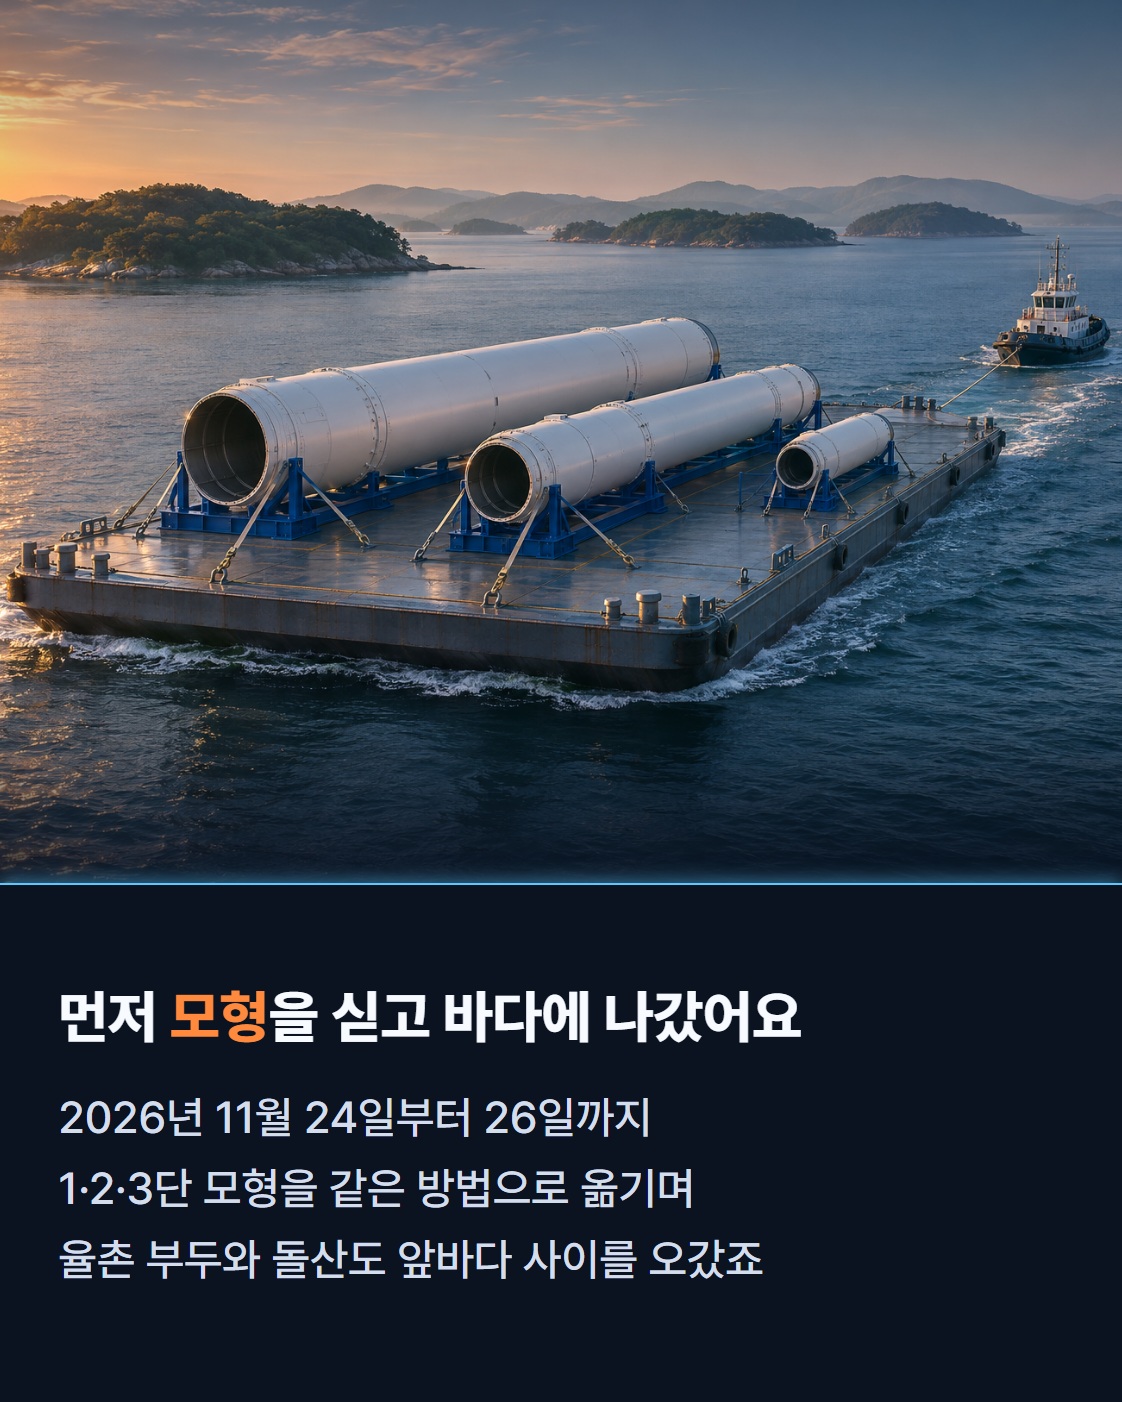 먼저 모형을 싣고 바다에 나갔어요
2026년 11월 24일부터 26일까지
1·2·3단 모형을 같은 방법으로 옮기며
율촌 부두와 돌산도 앞바다 사이를 오갔죠